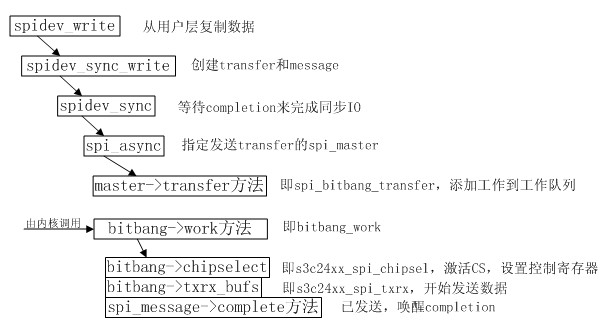 spidev_write 从用户层复制数据
spidev_sync_write 创建transfer和message
spidev_sync 等待completion来完成同步IO
spi_async 指定发送transfer的spi_master
master->transfer方法 即spi_bitbang_transfer，添加工作到工作队列
由内核调用 bitbang->work方法 即bitbang_work
bitbang->chipselect 即s3c24xx_spi_chipsel，激活CS，设置控制寄存器
bitbang->txrx_bufs 即s3c24xx_spi_txrx，开始发送数据
spi_message->complete方法 已发送，唤醒completion